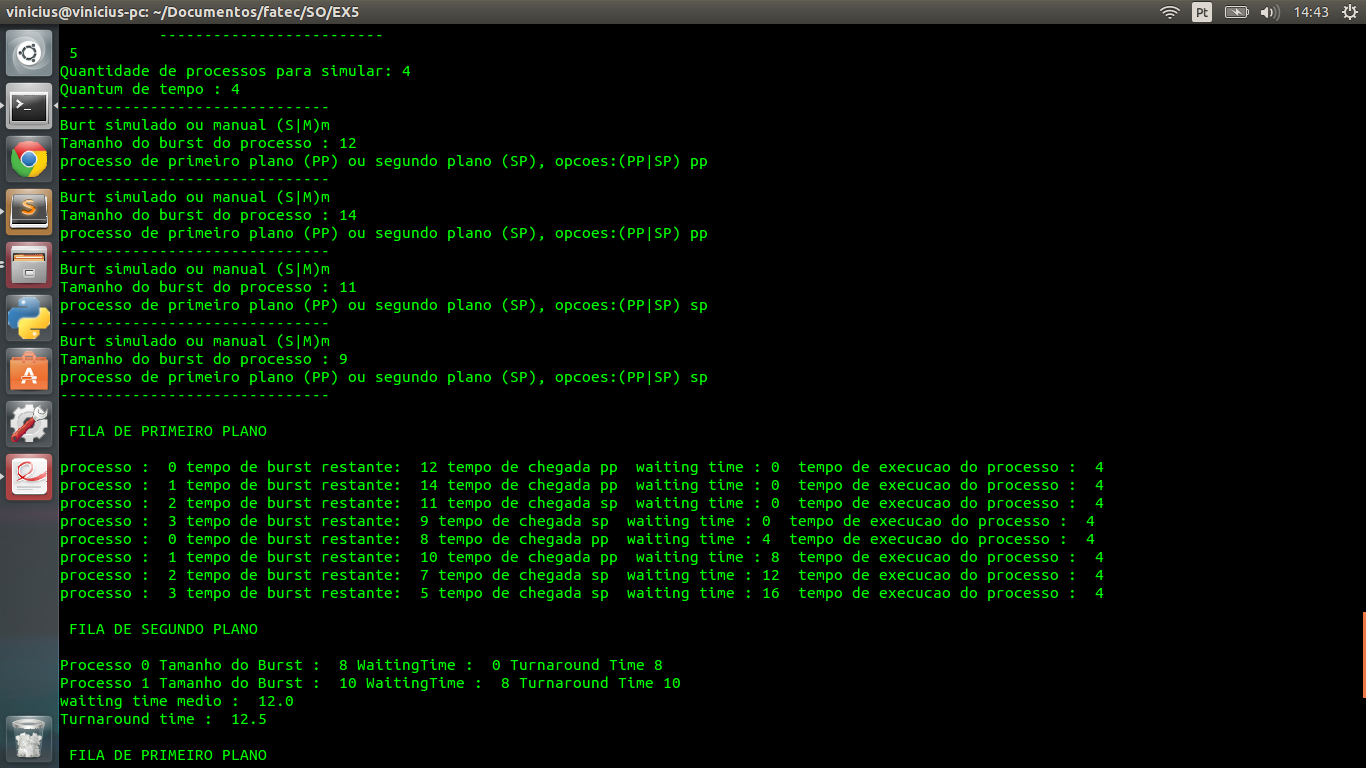 vinicius@vinicius-pc: ~/Documentos/fatec/SO/EX5
Pt
14:43
-------------------------
5
Quantidade de processos para simular: 4
Quantum de tempo : 4
------------------------------
Burt simulado ou manual (S|M)m
Tamanho do burst do processo : 12
processo de primeiro plano (PP) ou segundo plano (SP), opcoes:(PP|SP) pp
------------------------------
Burt simulado ou manual (S|M)m
Tamanho do burst do processo : 14
processo de primeiro plano (PP) ou segundo plano (SP), opcoes:(PP|SP) pp
------------------------------
Burt simulado ou manual (S|M)m
Tamanho do burst do processo : 11
processo de primeiro plano (PP) ou segundo plano (SP), opcoes:(PP|SP) sp
------------------------------
Burt simulado ou manual (S|M)m
Tamanho do burst do processo : 9
processo de primeiro plano (PP) ou segundo plano (SP), opcoes:(PP|SP) sp
------------------------------
FILA DE PRIMEIRO PLANO
processo :  0 tempo de burst restante:  12 tempo de chegada pp  waiting time : 0  tempo de execucao do processo :  4
processo :  1 tempo de burst restante:  14 tempo de chegada pp  waiting time : 0  tempo de execucao do processo :  4
processo :  2 tempo de burst restante:  11 tempo de chegada sp  waiting time : 0  tempo de execucao do processo :  4
processo :  3 tempo de burst restante:  9 tempo de chegada sp  waiting time : 0  tempo de execucao do processo :  4
processo :  0 tempo de burst restante:  8 tempo de chegada pp  waiting time : 4  tempo de execucao do processo :  4
processo :  1 tempo de burst restante:  10 tempo de chegada pp  waiting time : 8  tempo de execucao do processo :  4
processo :  2 tempo de burst restante:  7 tempo de chegada sp  waiting time : 12  tempo de execucao do processo :  4
processo :  3 tempo de burst restante:  5 tempo de chegada sp  waiting time : 16  tempo de execucao do processo :  4
FILA DE SEGUNDO PLANO
Processo 0 Tamanho do Burst :  8 WaitingTime :  0 Turnaround Time 8
Processo 1 Tamanho do Burst :  10 WaitingTime :  8 Turnaround Time 10
waiting time medio :  12.0
Turnaround time :  12.5
FILA DE PRIMEIRO PLANO